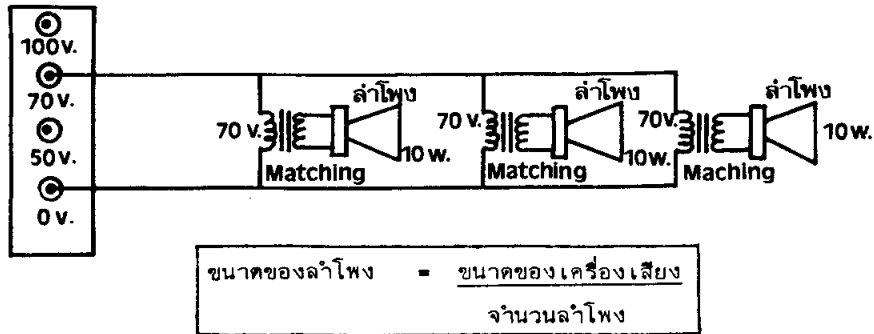 100v.
70v.
50v.
0v.
70 v.
ลำโพง
10w.
Matching
70v.
ลำโพง
10w.
Matching
70v.
ลำโพง
10w.
Maching
ขนาดของลำโพง = ขนาดของเครื่องเสียง
จำนวนลำโพง